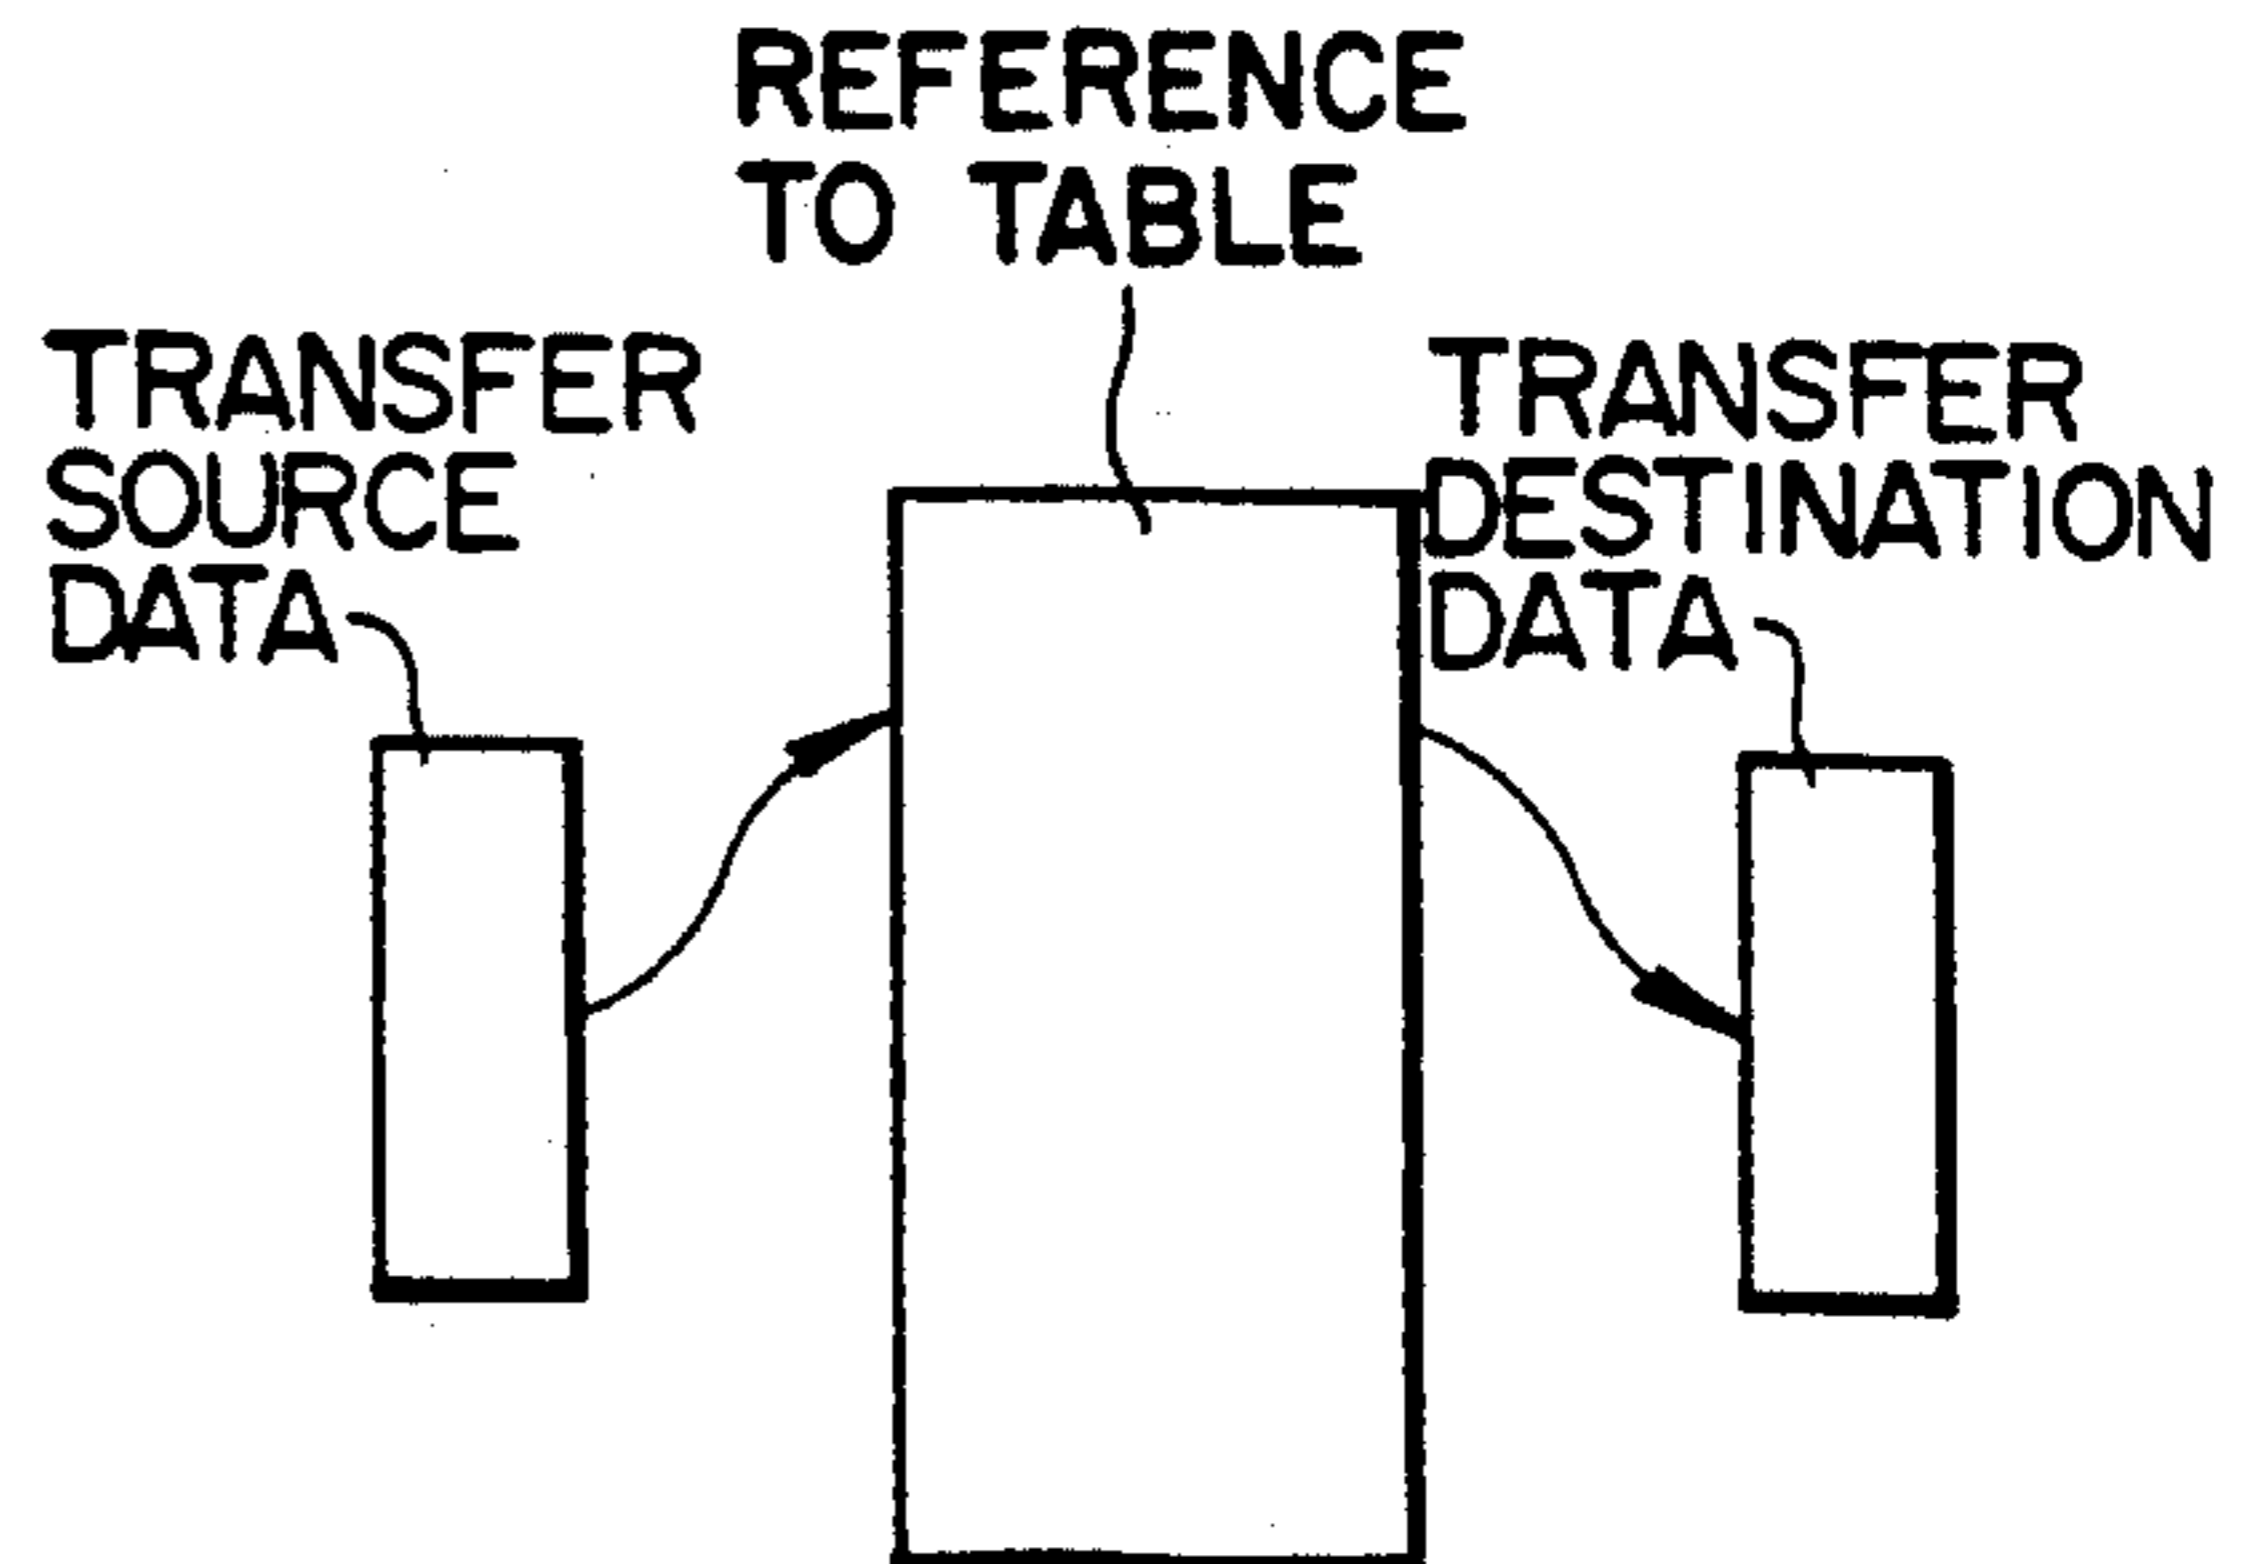 REFERENCE
TO TABLE
TRANSFER
SOURCE
DATA
TRANSFER
DESTINATION
DATA